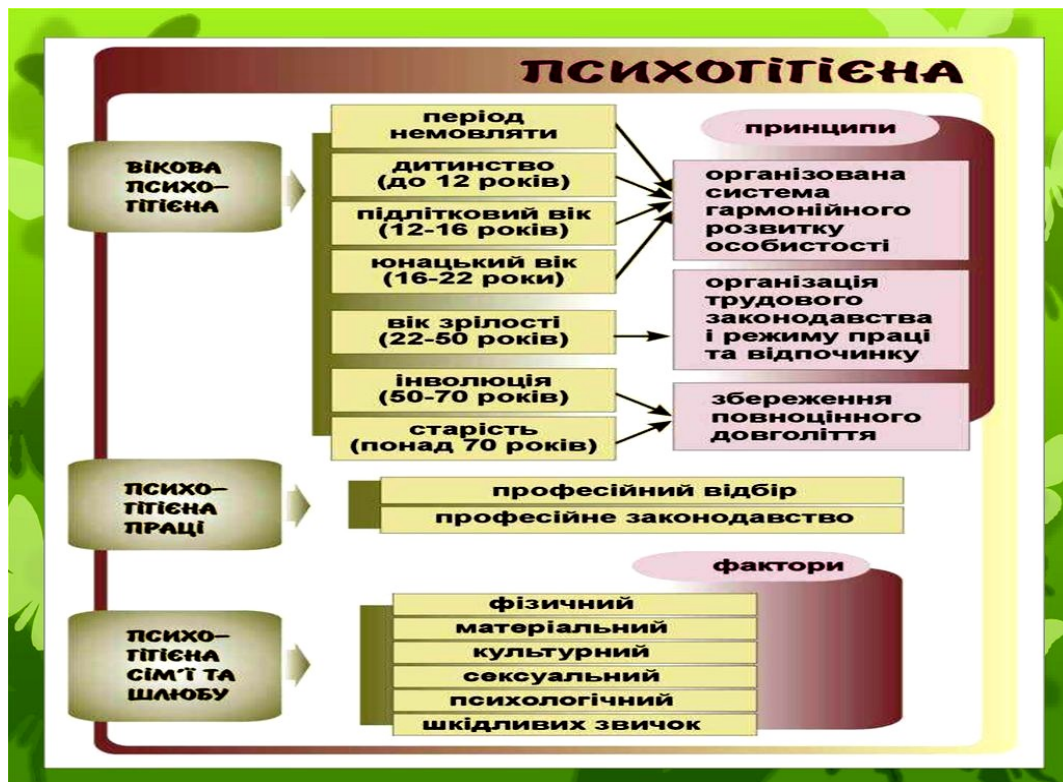 ПСИХОГІГІЄНА
ВІКОВА
ПСИХО-
ГІГІЄНА
період
немовляти
дитинство
(до 12 років)
підлітковий вік
(12-16 років)
юнацький вік
(16-22 роки)
вік зрілості
(22-50 років)
інволюція
(50-70 років)
старість
(понад 70 років)
принципи
організована
система
гармонійного
розвитку
особистості
організація
трудового
законодавства
і режиму праці
та відпочинку
збереження
повноцінного
довголіття
ПСИХО-
ГІГІЄНА
ПРАЦІ
професійний відбір
професійне законодавство
ПСИХО-
ГІГІЄНА
СІМ'Ї ТА
ШЛЮБУ
фактори
фізичний
матеріальний
культурний
сексуальний
психологічний
шкідливих звичок